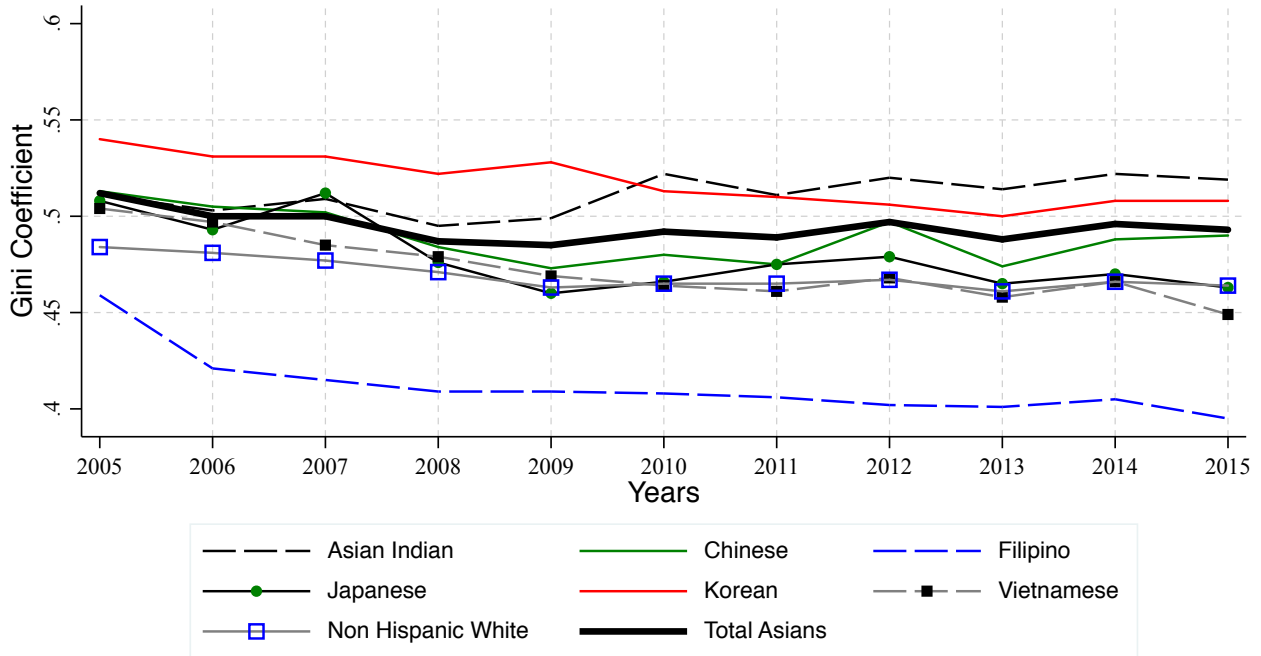 .6
.55
.5
.45
.4
Gini Coefficient
2005 2006 2007 2008 2009 2010 2011 2012 2013 2014 2015
Years
Asian Indian Chinese Filipino
Japanese Korean Vietnamese
Non Hispanic White Total Asians